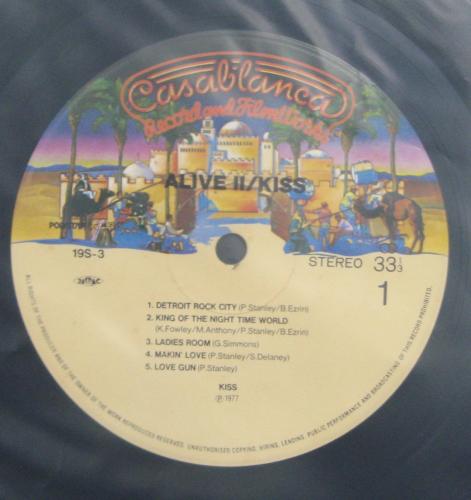 Casablanca
Record and FilmWorks
ALIVE II/KISS
19S-3
STEREO 33 1/3
1
1. DETROIT ROCK CITY (P.Stanley/B.Ezrin)
2. KING OF THE NIGHT TIME WORLD
(K.Fowley/M.Anthony/P.Stanley/B.Ezrin)
3. LADIES ROOM (G.Simmons)
4. MAKIN' LOVE (P.Stanley/S.Delaney)
5. LOVE GUN (P.Stanley)
KISS
Ⓟ 1977
ALL RIGHTS OF THE PRODUCER AND OF THE OWNER OF THE WORK REPRODUCED RESERVED. UNAUTHORISED COPYING, HIRING, LENDING, PUBLIC PERFORMANCE AND BROADCASTING OF THIS RECORD PROHIBITED.